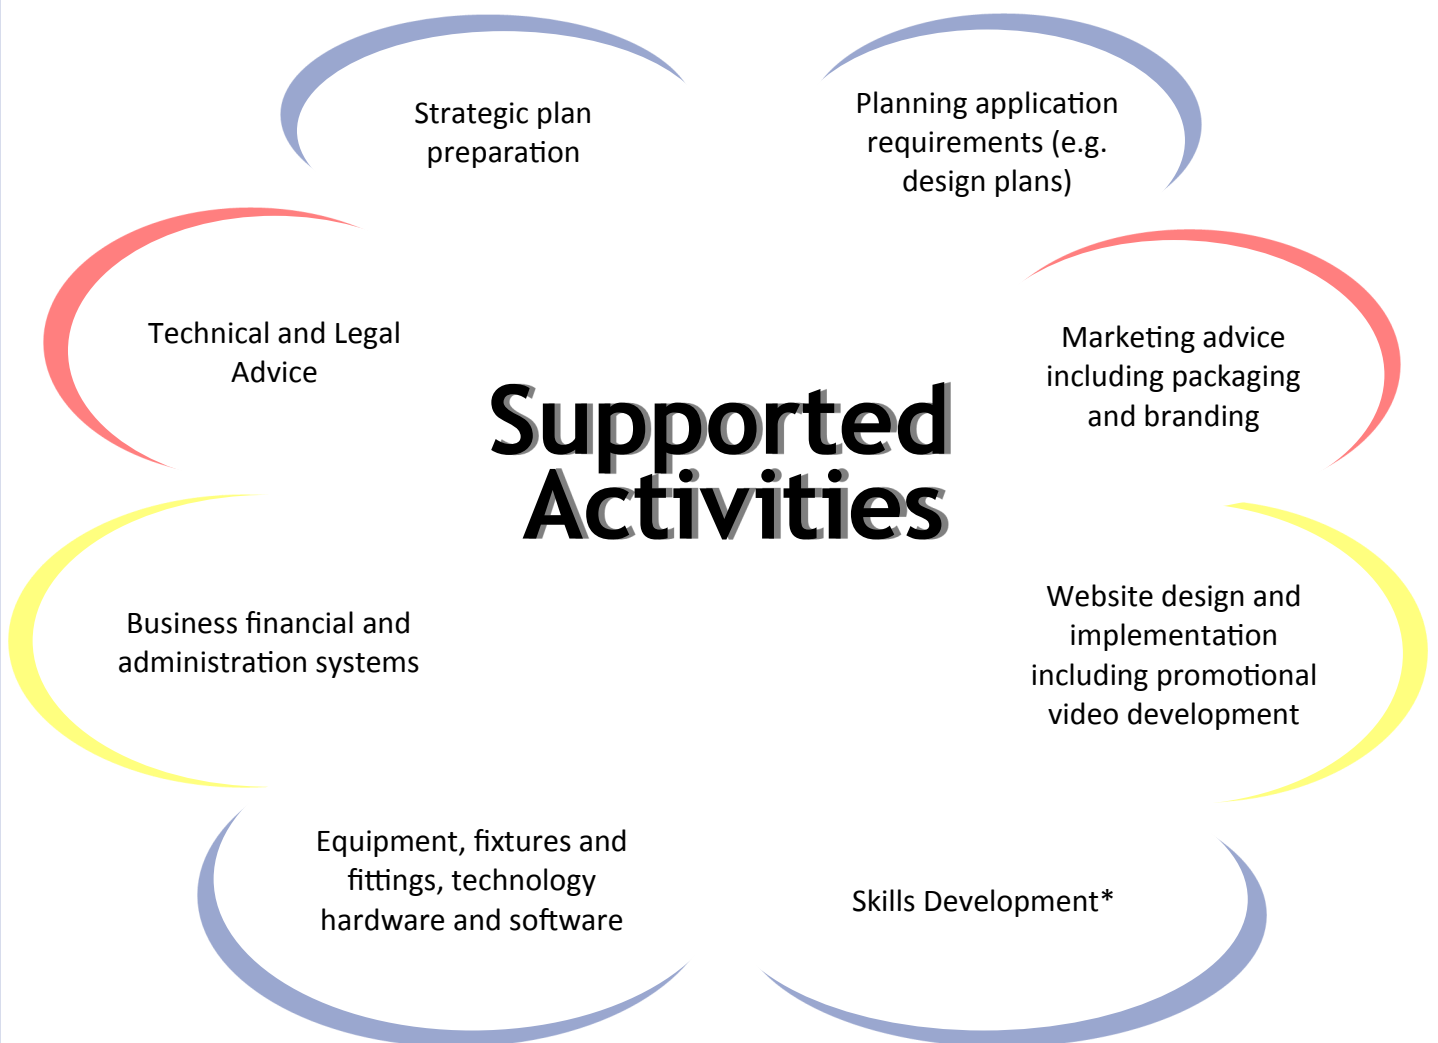 Strategic plan
preparation
Planning application
requirements (e.g.
design plans)
Technical and Legal
Advice
Marketing advice
including packaging
and branding
Supported
Activities
Business financial and
administration systems
Website design and
implementation
including promotional
video development
Equipment, fixtures and
fittings, technology
hardware and software
Skills Development*